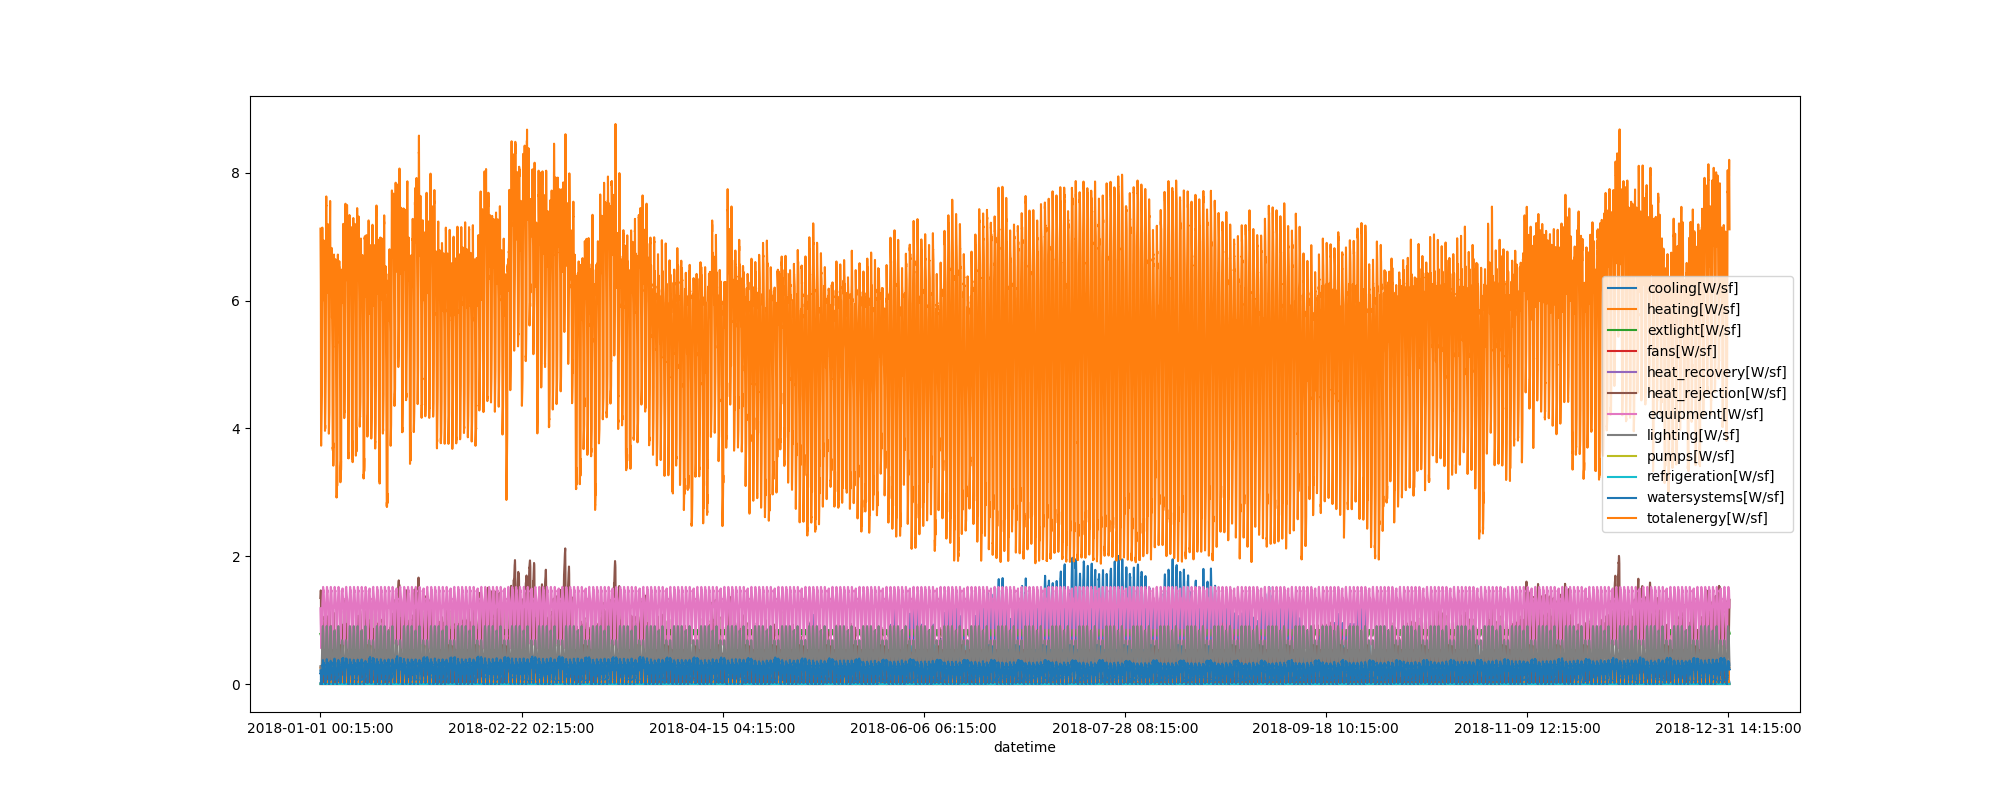 8
6
4
2
0
cooling[W/sf]
heating[W/sf]
extlight[W/sf]
fans[W/sf]
heat_recovery[W/sf]
heat_rejection[W/sf]
equipment[W/sf]
lighting[W/sf]
pumps[W/sf]
refrigeration[W/sf]
watersystems[W/sf]
totalenergy[W/sf]
2018-01-01 00:15:00 2018-02-22 02:15:00 2018-04-15 04:15:00 2018-06-06 06:15:00 2018-07-28 08:15:00 2018-09-18 10:15:00 2018-11-09 12:15:00 2018-12-31 14:15:00
datetime